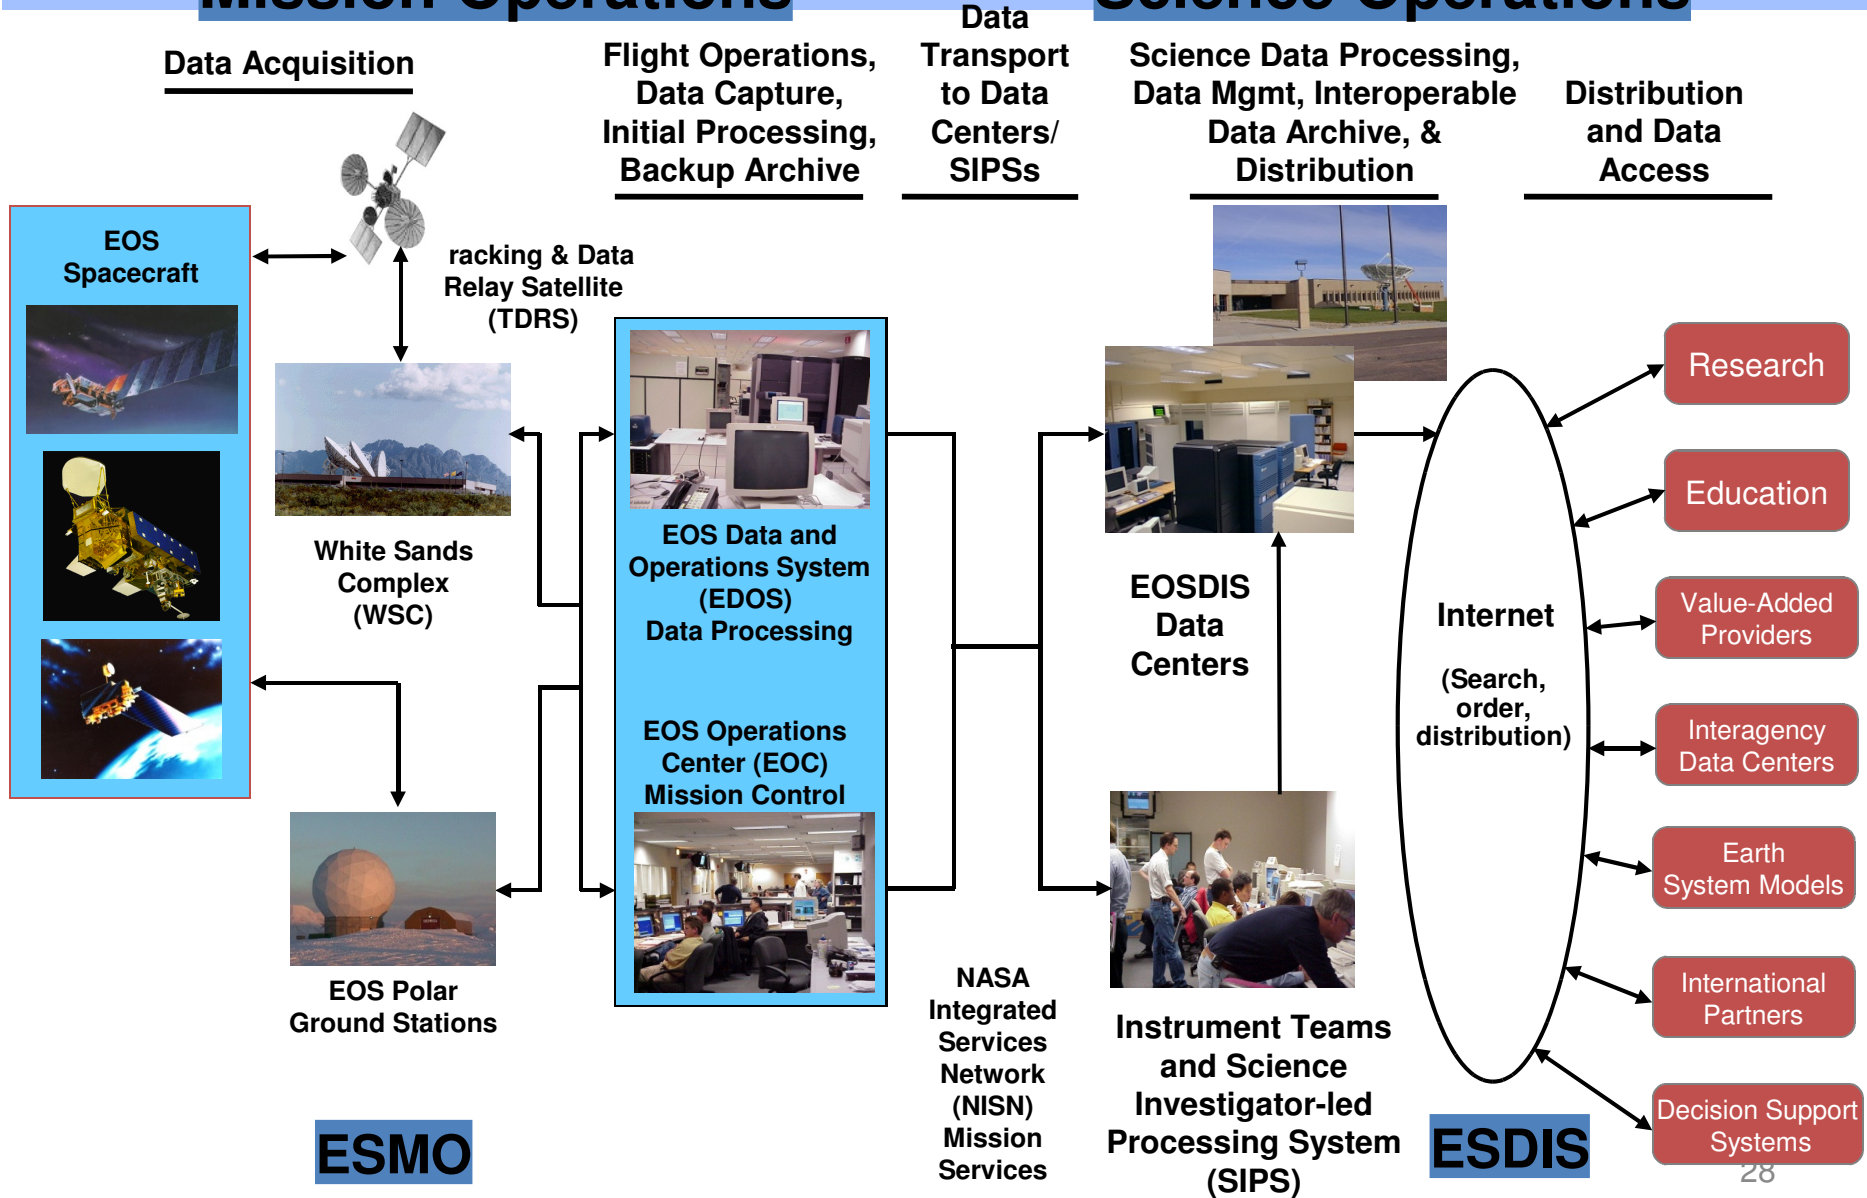 Mission Operations
Science Operations
Data Acquisition
Flight Operations,
Data Capture,
Initial Processing,
Backup Archive
Data
Transport
to Data
Centers/
SIPSs
Science Data Processing,
Data Mgmt, Interoperable
Data Archive, &
Distribution
Distribution
and Data
Access
EOS
Spacecraft
racking & Data
Relay Satellite
(TDRS)
White Sands
Complex
(WSC)
EOS Polar
Ground Stations
EOS Data and
Operations System
(EDOS)
Data Processing
EOS Operations
Center (EOC)
Mission Control
NASA
Integrated
Services
Network
(NISN)
Mission
Services
EOSDIS
Data
Centers
Instrument Teams
and Science
Investigator-led
Processing System
(SIPS)
Internet
(Search,
order,
distribution)
Research
Education
Value-Added
Providers
Interagency
Data Centers
Earth
System Models
International
Partners
Decision Support
Systems
ESMO
ESDIS
28